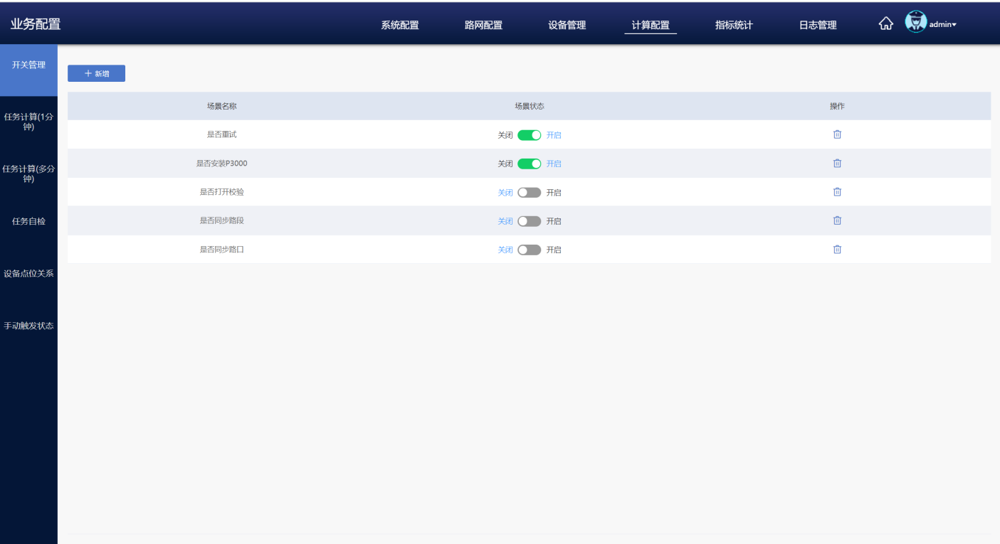 业务配置
系统配置
路网配置
设备管理
计算配置
指标统计
日志管理
admin
开关管理
任务计算(1分
钟)
任务计算(多分
钟)
任务自检
设备点位关系
手动触发状态
新增
场景名称 场景状态 操作
是否重试 关闭 开启
是否安装P3000 关闭 开启
是否打开校验 关闭 开启
是否同步路段 关闭 开启
是否同步路口 关闭 开启